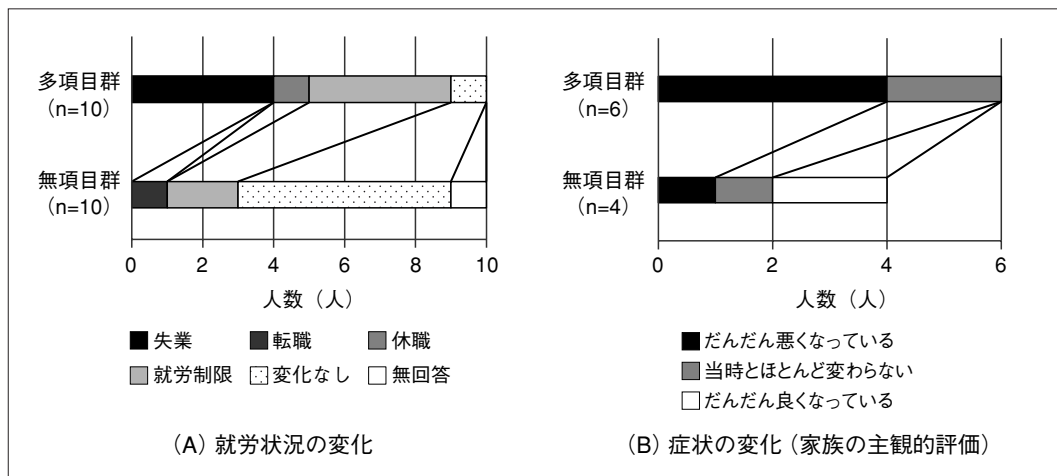 多項目群
（n=10）
無項目群
（n=10）
0 2 4 6 8 10
人数（人）
失業 転職 休職
就労制限 変化なし 無回答
（A）就労状況の変化
多項目群
（n=6）
無項目群
（n=4）
0 2 4 6
人数（人）
だんだん悪くなっている
当時とほとんど変わらない
だんだん良くなっている
（B）症状の変化（家族の主観的評価）